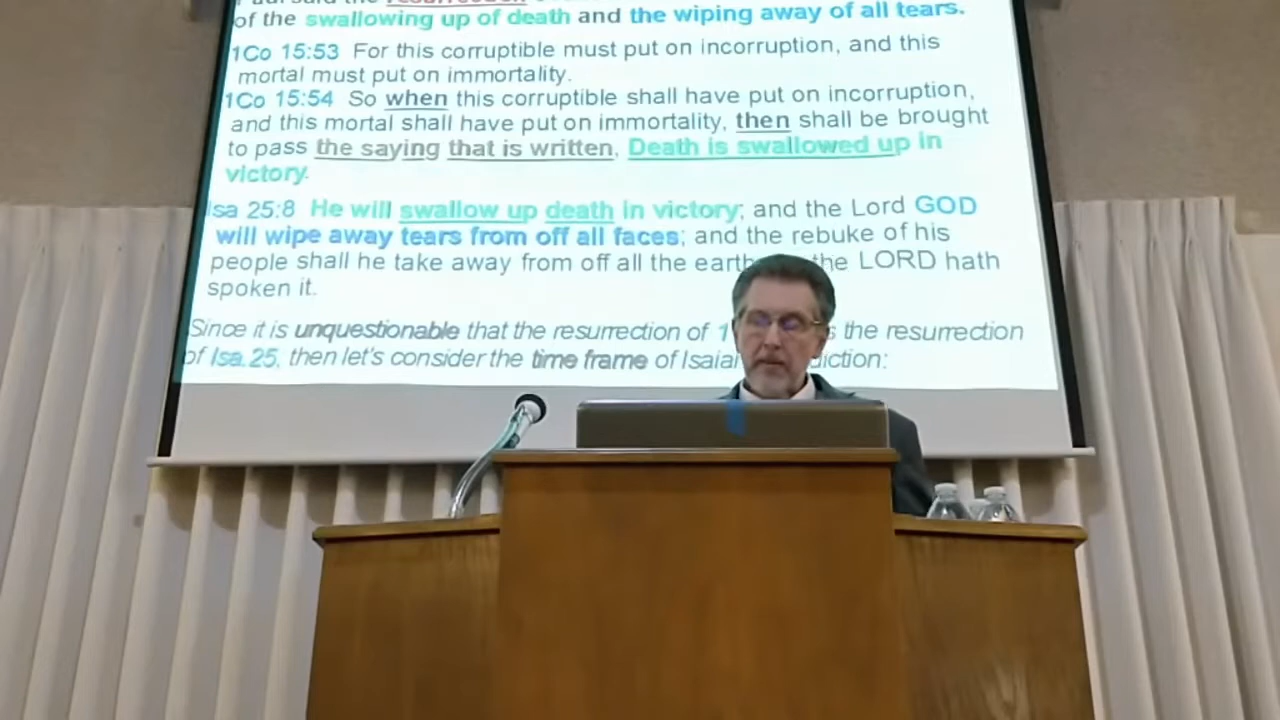 said the
of the swallowing up of death and the wiping away of all tears.
1Co 15:53 For this corruptible must put on incorruption, and this
mortal must put on immortality.
1Co 15:54 So when this corruptible shall have put on incorruption,
and this mortal shall have put on immortality, then shall be brought
to pass the saying that is written, Death is swallowed up in
victory.
Isa 25:8 He will swallow up death in victory; and the Lord GOD
will wipe away tears from off all faces; and the rebuke of his
people shall he take away from off all the earth the LORD hath
spoken it.
Since it is unquestionable that the resurrection of 1 the resurrection
of Isa.25, then let's consider the time frame of